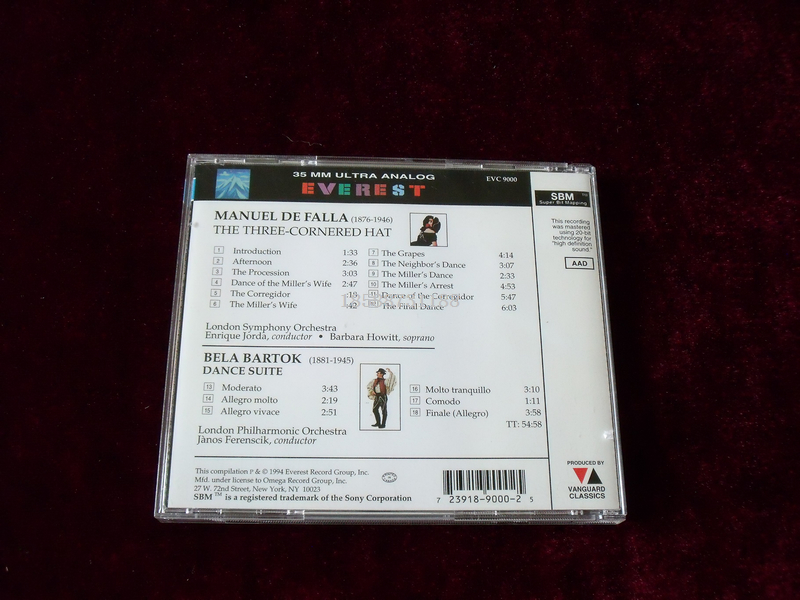 35 MM ULTRA ANALOG
EVEREST
EVC 9000
SBM
Super Bit Mapping
This recording
was mastered
using 20-bit
technology for
"high definition
sound."
AAD
MANUEL DE FALLA (1876-1946)
THE THREE-CORNERED HAT
1 Introduction 1:33
2 Afternoon 2:36
3 The Procession 3:03
4 Dance of the Miller's Wife 2:47
5 The Corregidor :19
6 The Miller's Wife :42
7 The Grapes 4:14
8 The Neighbor's Dance 3:07
9 The Miller's Dance 2:33
10 The Miller's Arrest 4:53
11 Dance of the Corregidor 5:47
12 The Final Dance 6:03
London Symphony Orchestra
Enrique Jorda, conductor • Barbara Howitt, soprano
BELA BARTOK (1881-1945)
DANCE SUITE
13 Moderato 3:43
14 Allegro molto 2:19
15 Allegro vivace 2:51
16 Molto tranquillo 3:10
17 Comodo 1:11
18 Finale (Allegro) 3:58
TT: 54:58
London Philharmonic Orchestra
Jànos Ferenscik, conductor
This compilation ℗ & © 1994 Everest Record Group, Inc.
Mfd. under license to Omega Record Group, Inc.
27 W. 72nd Street, New York, NY 10023
SBM™ is a registered trademark of the Sony Corporation
7 23918-9000-2 5
PRODUCED BY
VANGUARD
CLASSICS